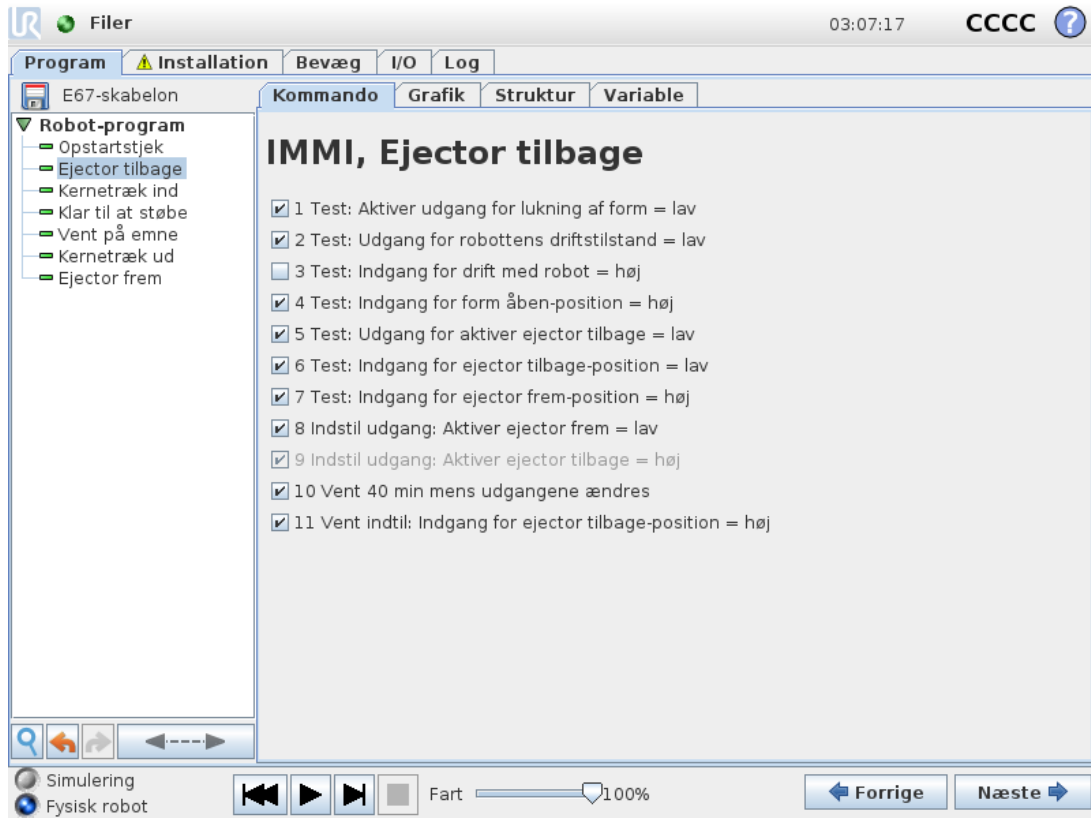 UR Filer 03:07:17 CCCC ?
Program Installation Bevæg I/O Log
E67-skabelon Kommando Grafik Struktur Variable
Robot-program
Opstartstjek
Ejector tilbage
Kernetræk ind
Klar til at støbe
Vent på emne
Kernetræk ud
Ejector frem
IMMI, Ejector tilbage
1 Test: Aktiver udgang for lukning af form = lav
2 Test: Udgang for robottens driftstilstand = lav
3 Test: Indgang for drift med robot = høj
4 Test: Indgang for form åben-position = høj
5 Test: Udgang for aktiver ejector tilbage = lav
6 Test: Indgang for ejector tilbage-position = lav
7 Test: Indgang for ejector frem-position = høj
8 Indstil udgang: Aktiver ejector frem = lav
9 Indstil udgang: Aktiver ejector tilbage = høj
10 Vent 40 min mens udgangene ændres
11 Vent indtil: Indgang for ejector tilbage-position = høj
Simulering
Fysisk robot
Fart 100%
Forrige Næste